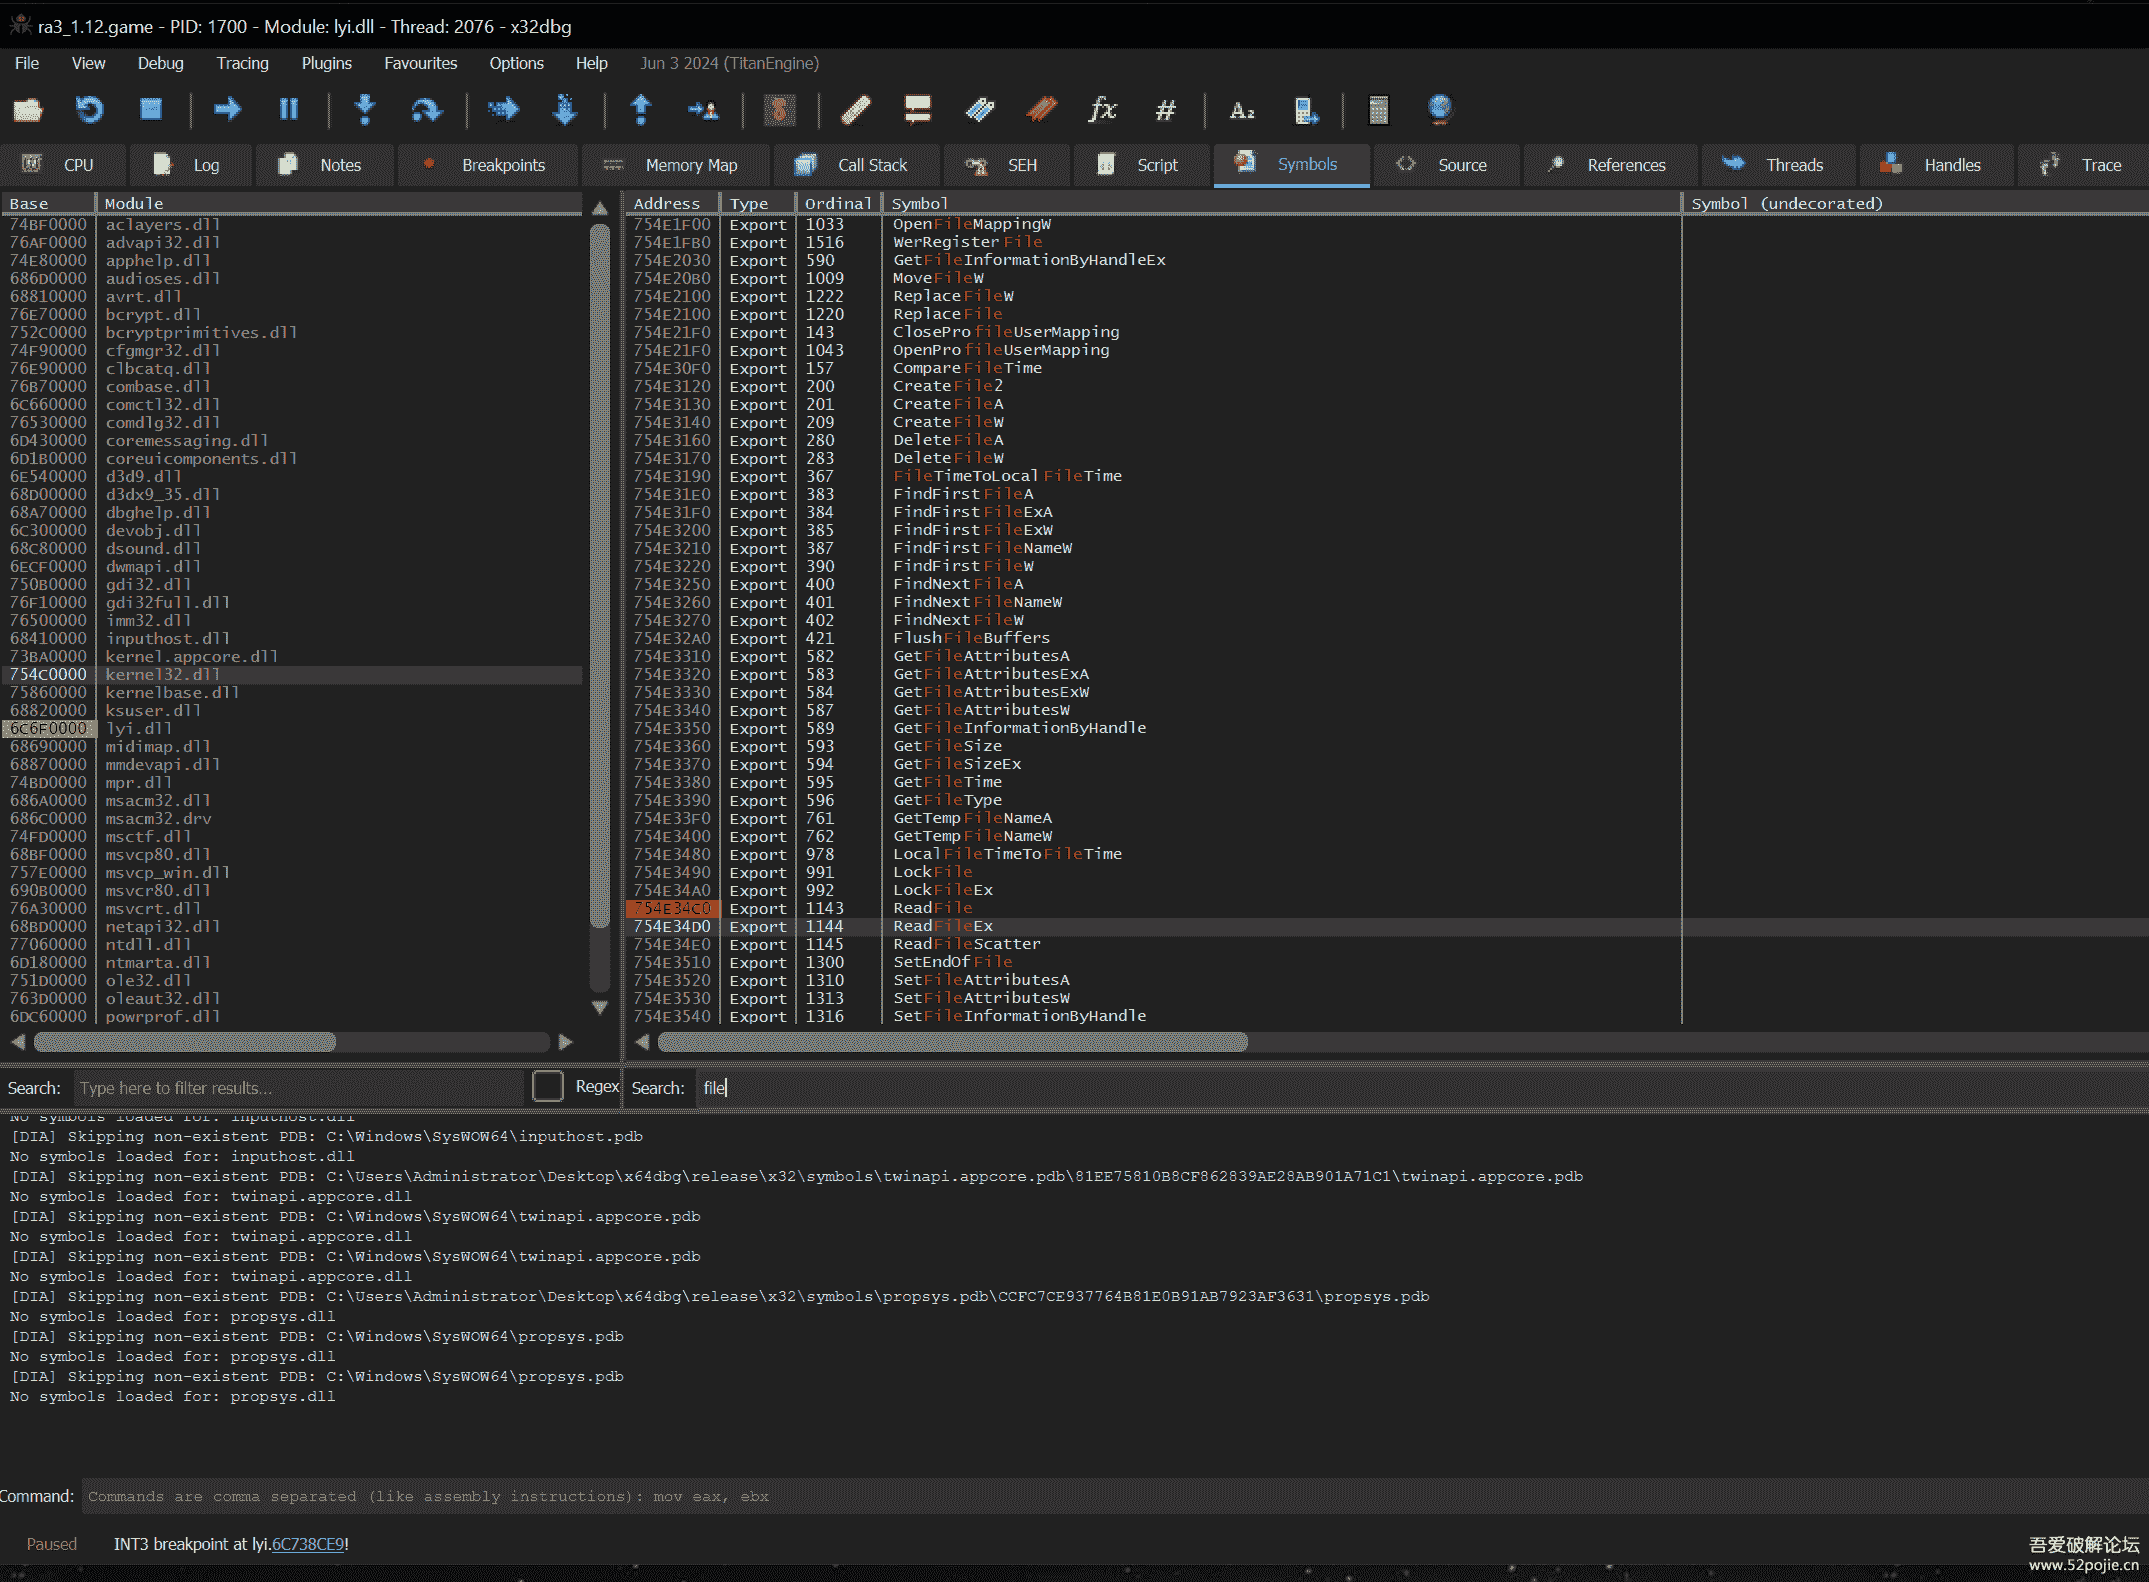 ra3_1.12.game - PID: 1700 - Module: lyi.dll - Thread: 2076 - x32dbg
File View Debug Tracing Plugins Favourites Options Help Jun 3 2024 (TitanEngine)
CPU Log Notes Breakpoints Memory Map Call Stack SEH Script Symbols Source References Threads Handles Trace
Base Module
74BF0000 aclayers.dll
76AF0000 advapi32.dll
74E80000 apphelp.dll
686D0000 audioses.dll
68810000 avrt.dll
76E70000 bcrypt.dll
752C0000 bcryptprimitives.dll
74F90000 cfgmgr32.dll
76E90000 clbcatq.dll
76B70000 combase.dll
6C660000 comctl32.dll
76530000 comdlg32.dll
6D430000 coremessaging.dll
6D1B0000 coreuicomponents.dll
6E540000 d3d9.dll
68D00000 d3dx9_35.dll
68A70000 dbghelp.dll
6C300000 devobj.dll
68C80000 dsound.dll
6ECF0000 dwmapi.dll
750B0000 gdi32.dll
76F10000 gdi32full.dll
76500000 imm32.dll
68410000 inputhost.dll
73BA0000 kernel.appcore.dll
754C0000 kernel32.dll
75860000 kernelbase.dll
68820000 ksuser.dll
6C6F0000 lyi.dll
68690000 midimap.dll
68870000 mmdevapi.dll
74BD0000 mpr.dll
686A0000 msacm32.dll
686C0000 msacm32.drv
74FD0000 msctf.dll
68BF0000 msvcp80.dll
757E0000 msvcp_win.dll
690B0000 msvcr80.dll
76A30000 msvcrt.dll
68BD0000 netapi32.dll
77060000 ntdll.dll
6D180000 ntmarta.dll
751D0000 ole32.dll
763D0000 oleaut32.dll
6DC60000 powrprof.dll
Address Type Ordinal Symbol Symbol (undecorated)
754E1F00 Export 1033 OpenFileMappingW
754E1FB0 Export 1516 WerRegisterFile
754E2030 Export 590 GetFileInformationByHandleEx
754E20B0 Export 1009 MoveFileW
754E2100 Export 1222 ReplaceFileW
754E2100 Export 1220 ReplaceFile
754E21F0 Export 143 CloseProfileUserMapping
754E21F0 Export 1043 OpenProfileUserMapping
754E30F0 Export 157 CompareFileTime
754E3120 Export 200 CreateFile2
754E3130 Export 201 CreateFileA
754E3140 Export 209 CreateFileW
754E3160 Export 280 DeleteFileA
754E3170 Export 283 DeleteFileW
754E3190 Export 367 FileTimeToLocalFileTime
754E31E0 Export 383 FindFirstFileA
754E31F0 Export 384 FindFirstFileExA
754E3200 Export 385 FindFirstFileExW
754E3210 Export 387 FindFirstFileNameW
754E3220 Export 390 FindFirstFileW
754E3250 Export 400 FindNextFileA
754E3260 Export 401 FindNextFileNameW
754E3270 Export 402 FindNextFileW
754E32A0 Export 421 FlushFileBuffers
754E3310 Export 582 GetFileAttributesA
754E3320 Export 583 GetFileAttributesExA
754E3330 Export 584 GetFileAttributesExW
754E3340 Export 587 GetFileAttributesW
754E3350 Export 589 GetFileInformationByHandle
754E3360 Export 593 GetFileSize
754E3370 Export 594 GetFileSizeEx
754E3380 Export 595 GetFileTime
754E3390 Export 596 GetFileType
754E33F0 Export 761 GetTempFileNameA
754E3400 Export 762 GetTempFileNameW
754E3480 Export 978 LocalFileTimeToFileTime
754E3490 Export 991 LockFile
754E34A0 Export 992 LockFileEx
754E34C0 Export 1143 ReadFile
754E34D0 Export 1144 ReadFileEx
754E34E0 Export 1145 ReadFileScatter
754E3510 Export 1300 SetEndOfFile
754E3520 Export 1310 SetFileAttributesA
754E3530 Export 1313 SetFileAttributesW
754E3540 Export 1316 SetFileInformationByHandle
Search: Type here to filter results... Regex Search: file
No symbols loaded for: inputhost.dll
[DIA] Skipping non-existent PDB: C:\Windows\SysWOW64\inputhost.pdb
No symbols loaded for: inputhost.dll
[DIA] Skipping non-existent PDB: C:\Users\Administrator\Desktop\x64dbg\release\x32\symbols\twinapi.appcore.pdb\81EE75810B8CF862839AE28AB901A71C1\twinapi.appcore.pdb
No symbols loaded for: twinapi.appcore.dll
[DIA] Skipping non-existent PDB: C:\Windows\SysWOW64\twinapi.appcore.pdb
No symbols loaded for: twinapi.appcore.dll
[DIA] Skipping non-existent PDB: C:\Windows\SysWOW64\twinapi.appcore.pdb
No symbols loaded for: twinapi.appcore.dll
[DIA] Skipping non-existent PDB: C:\Users\Administrator\Desktop\x64dbg\release\x32\symbols\propsys.pdb\CCFC7CE937764B81E0B91AB7923AF3631\propsys.pdb
No symbols loaded for: propsys.dll
[DIA] Skipping non-existent PDB: C:\Windows\SysWOW64\propsys.pdb
No symbols loaded for: propsys.dll
[DIA] Skipping non-existent PDB: C:\Windows\SysWOW64\propsys.pdb
No symbols loaded for: propsys.dll
Command: Commands are comma separated (like assembly instructions): mov eax, ebx
Paused INT3 breakpoint at lyi.6C738CE9!
吾爱破解论坛
www.52pojie.cn